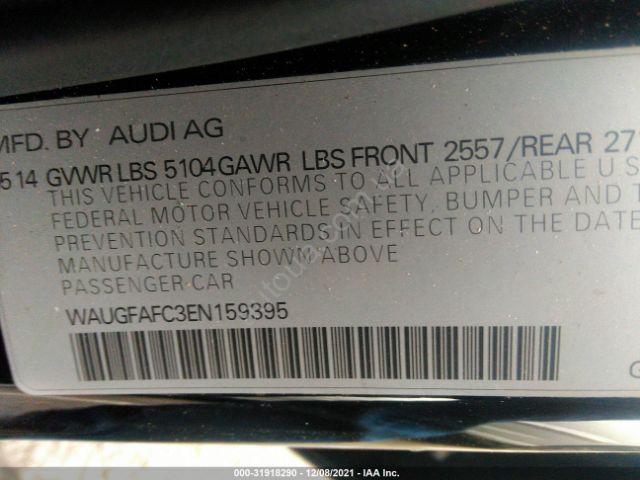 MFD. BY AUDI AG
514 GVWR LBS 5104 GAWR LBS FRONT 2557/REAR 27
THIS VEHICLE CONFORMS TO ALL APPLICABLE U S
FEDERAL MOTOR VEHICLE SAFETY, BUMPER AND
PREVENTION STANDARDS IN EFFECT ON THE DATE
MANUFACTURE SHOWN ABOVE
PASSENGER CAR
WAUGFAFC3EN159395
000-31918290 - 12/08/2021 - IAA Inc.